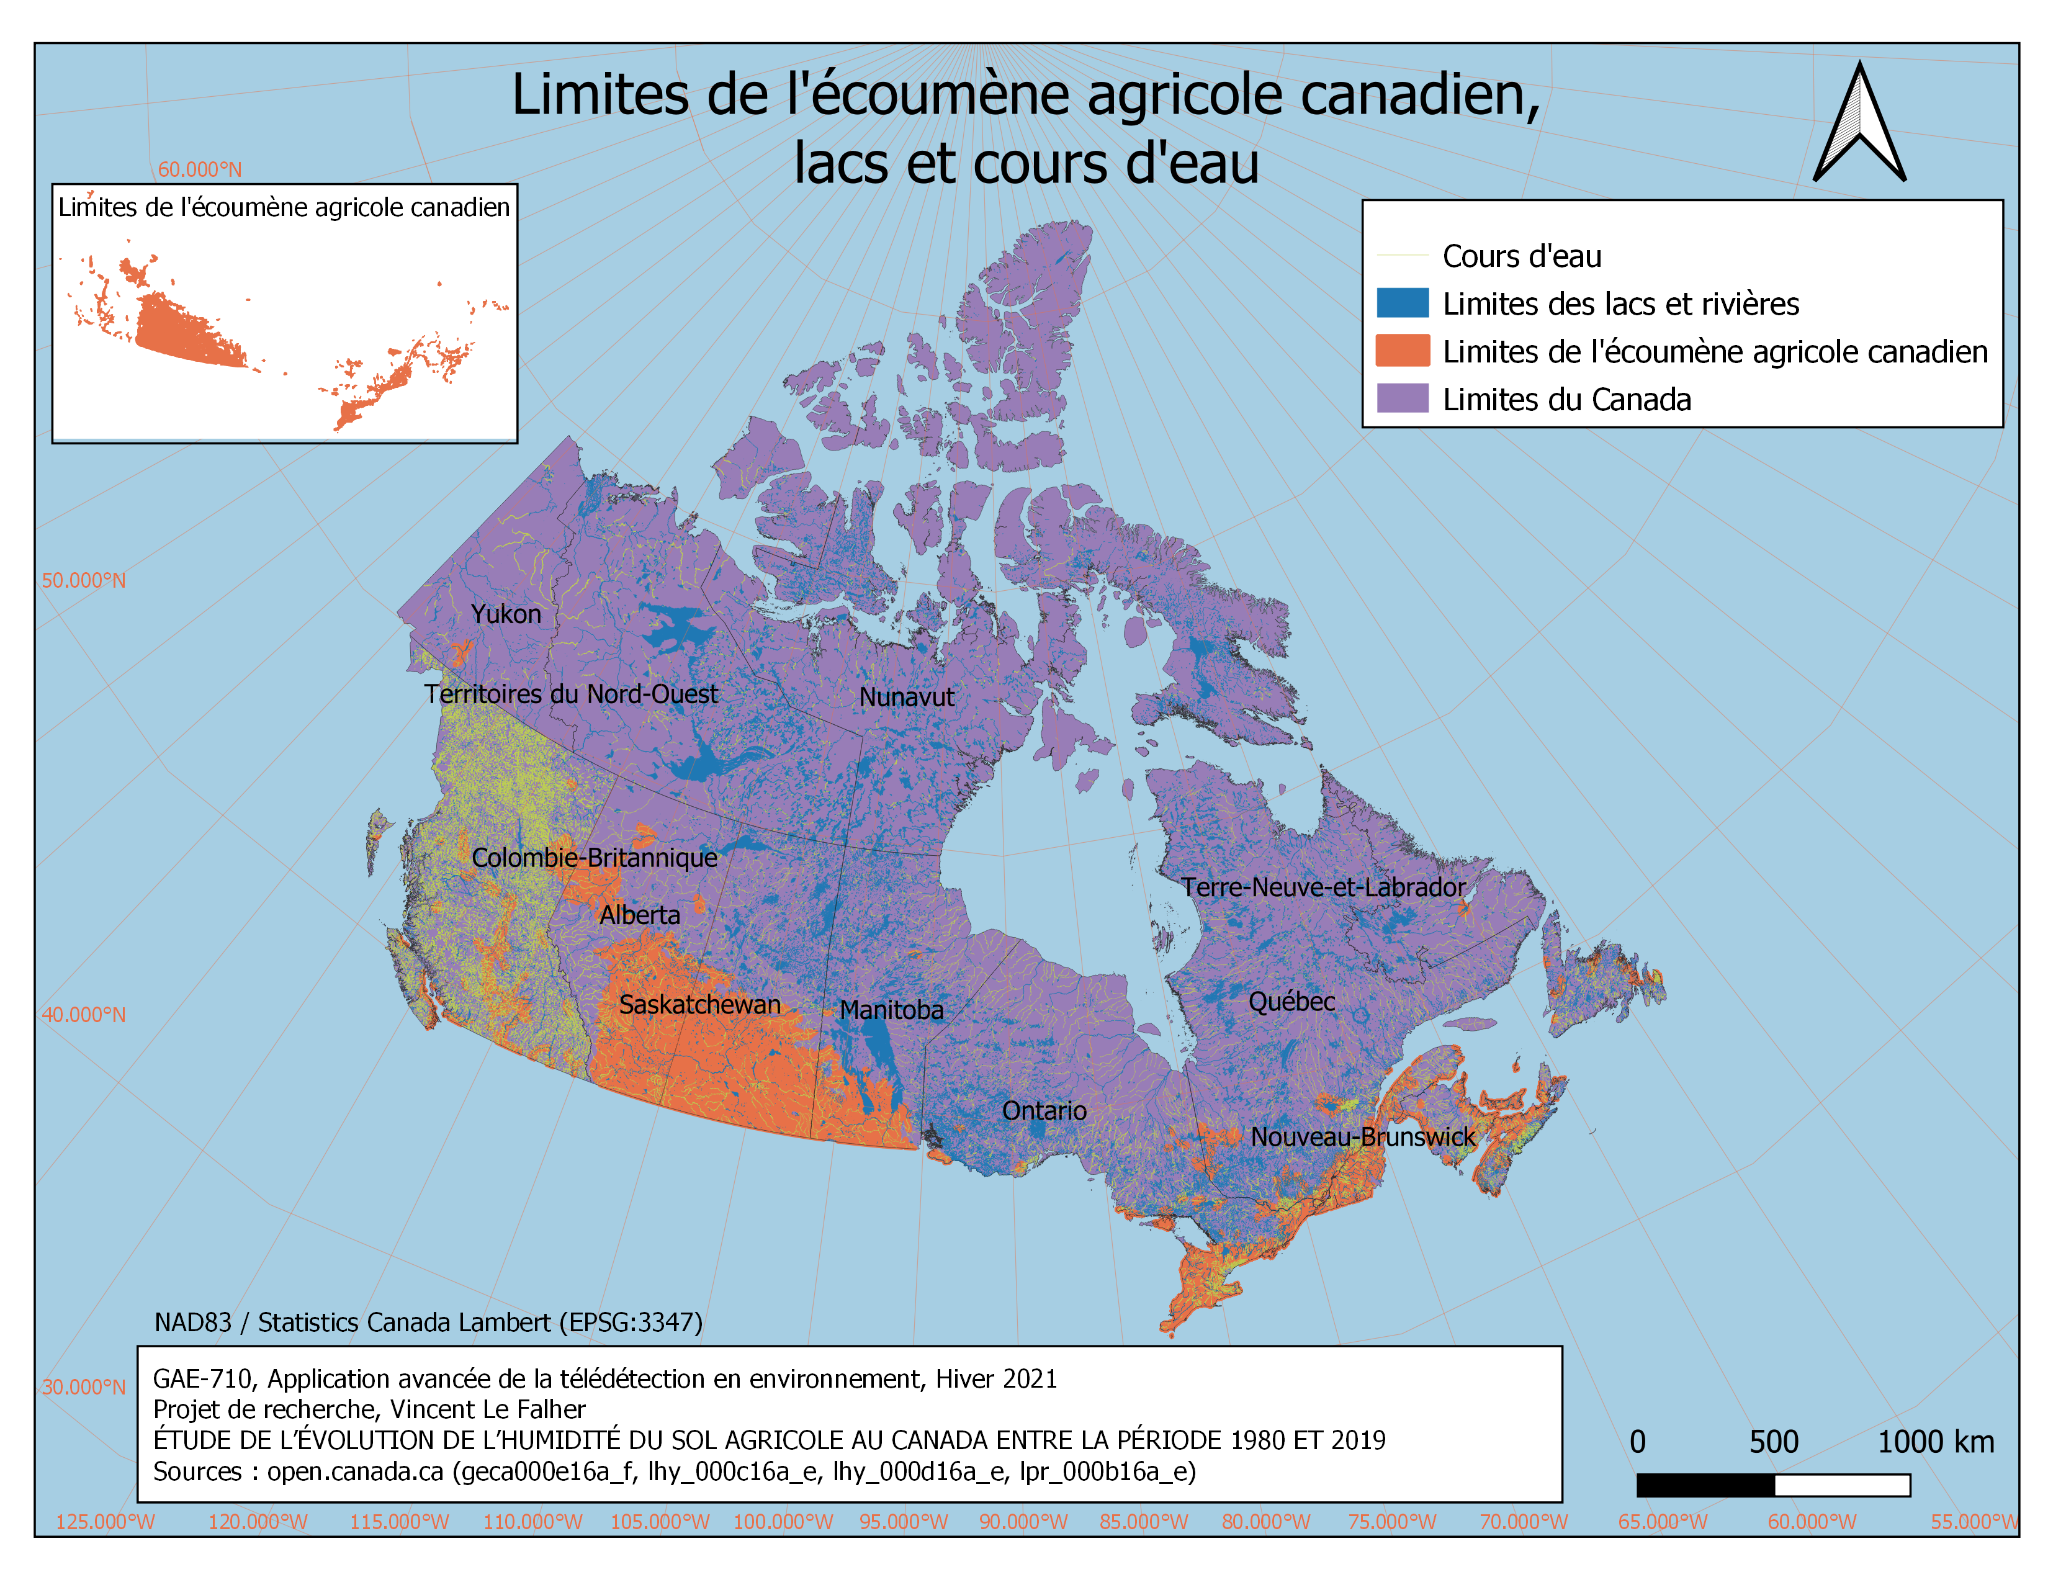 Limites de l'écoumène agricole canadien,
lacs et cours d'eau
60.000°N
Limites de l'écoumène agricole canadien
Cours d'eau
Limites des lacs et rivières
Limites de l'écoumène agricole canadien
Limites du Canada
50.000°N
Yukon
Territoires du Nord-Ouest
Nunavut
Colombie-Britannique
Alberta
Terre-Neuve-et-Labrador
Saskatchewan
Manitoba
Québec
40.000°N
Ontario
Nouveau-Brunswick
NAD83 / Statistics Canada Lambert (EPSG:3347)
GAE-710, Application avancée de la télédétection en environnement, Hiver 2021
Projet de recherche, Vincent Le Falher
ÉTUDE DE L’ÉVOLUTION DE L’HUMIDITÉ DU SOL AGRICOLE AU CANADA ENTRE LA PÉRIODE 1980 ET 2019
Sources : open.canada.ca (geca000e16a_f, lhy_000c16a_e, lhy_000d16a_e, lpr_000b16a_e)
30.000°N
0 500 1000 km
125.000°W 120.000°W 115.000°W 110.000°W 105.000°W 100.000°W 95.000°W 90.000°W 85.000°W 80.000°W 75.000°W 70.000°W 65.000°W 60.000°W 55.000°W